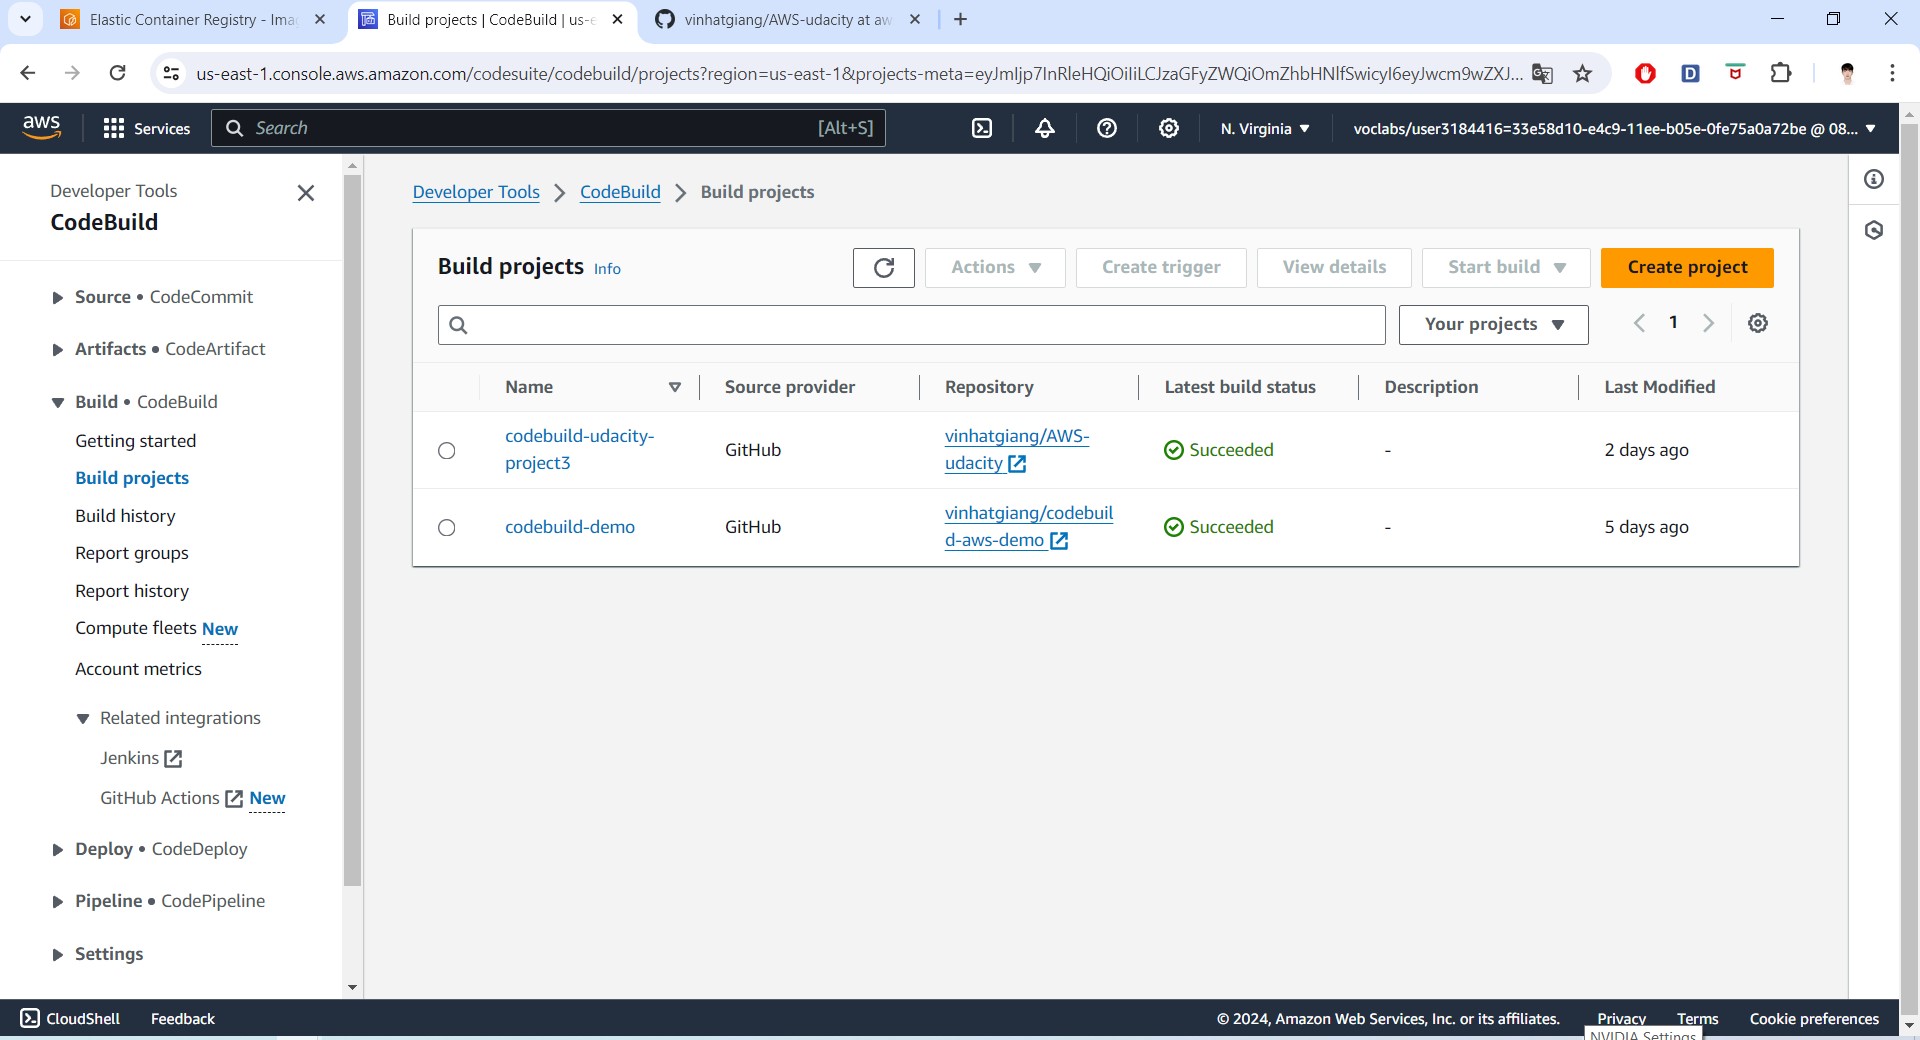 Elastic Container Registry - Ima
Build projects | CodeBuild | us-e
vinhatgiang/AWS-udacity at aw
us-east-1.console.aws.amazon.com/codesuite/codebuild/projects?region=us-east-1&projects-meta=eyJmIjp7InRleHQiOiIiLCJzaGFyZWQiOmZhbHNlfSwicyI6eyJwcm9wZXJ...
aws
Services
Search
[Alt+S]
N. Virginia
voclabs/user3184416=33e58d10-e4c9-11ee-b05e-0fe75a0a72be @ 08...
Developer Tools
CodeBuild
Source • CodeCommit
Artifacts • CodeArtifact
Build • CodeBuild
Getting started
Build projects
Build history
Report groups
Report history
Compute fleets New
Account metrics
Related integrations
Jenkins
GitHub Actions New
Deploy • CodeDeploy
Pipeline • CodePipeline
Settings
Developer Tools > CodeBuild > Build projects
Build projects Info
Actions
Create trigger
View details
Start build
Create project
Your projects
1
Name Source provider Repository Latest build status Description Last Modified
codebuild-udacity-
project3
GitHub
vinhatgiang/AWS-
udacity
Succeeded
-
2 days ago
codebuild-demo
GitHub
vinhatgiang/codebuil
d-aws-demo
Succeeded
-
5 days ago
CloudShell
Feedback
© 2024, Amazon Web Services, Inc. or its affiliates.
Privacy
Terms
Cookie preferences
NVIDIA Settings